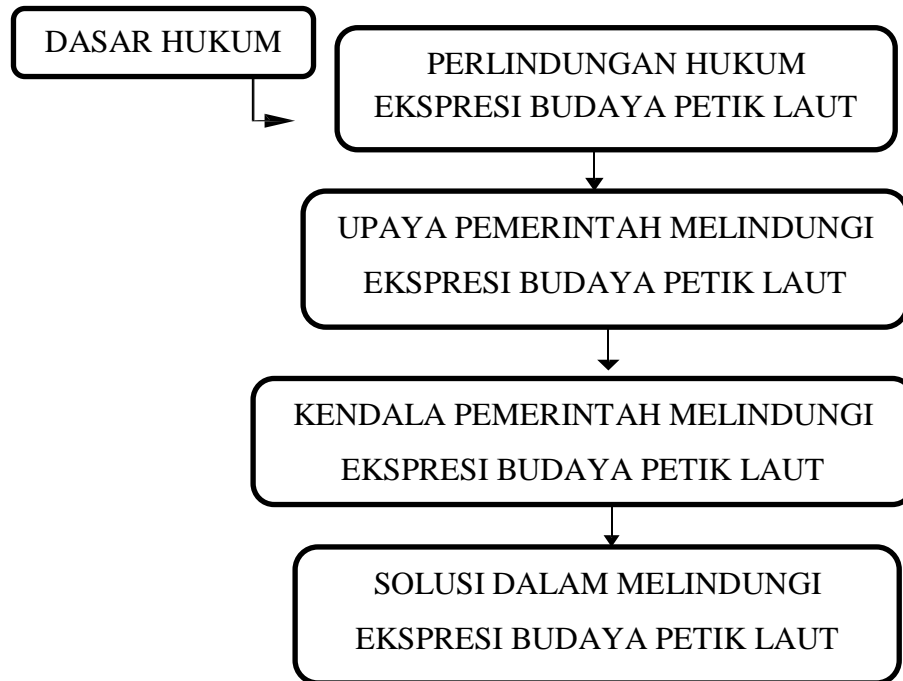 DASAR HUKUM
PERLINDUNGAN HUKUM
EKSPRESI BUDAYA PETIK LAUT
UPAYA PEMERINTAH MELINDUNGI
EKSPRESI BUDAYA PETIK LAUT
KENDALA PEMERINTAH MELINDUNGI
EKSPRESI BUDAYA PETIK LAUT
SOLUSI DALAM MELINDUNGI
EKSPRESI BUDAYA PETIK LAUT